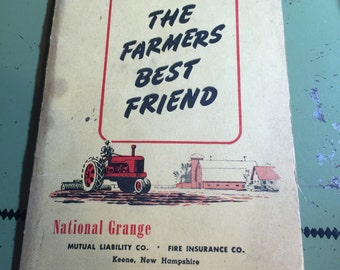 THE
FARMERS
BEST
FRIEND
National Grange
MUTUAL LIABILITY CO. · FIRE INSURANCE CO.
Keene, New Hampshire